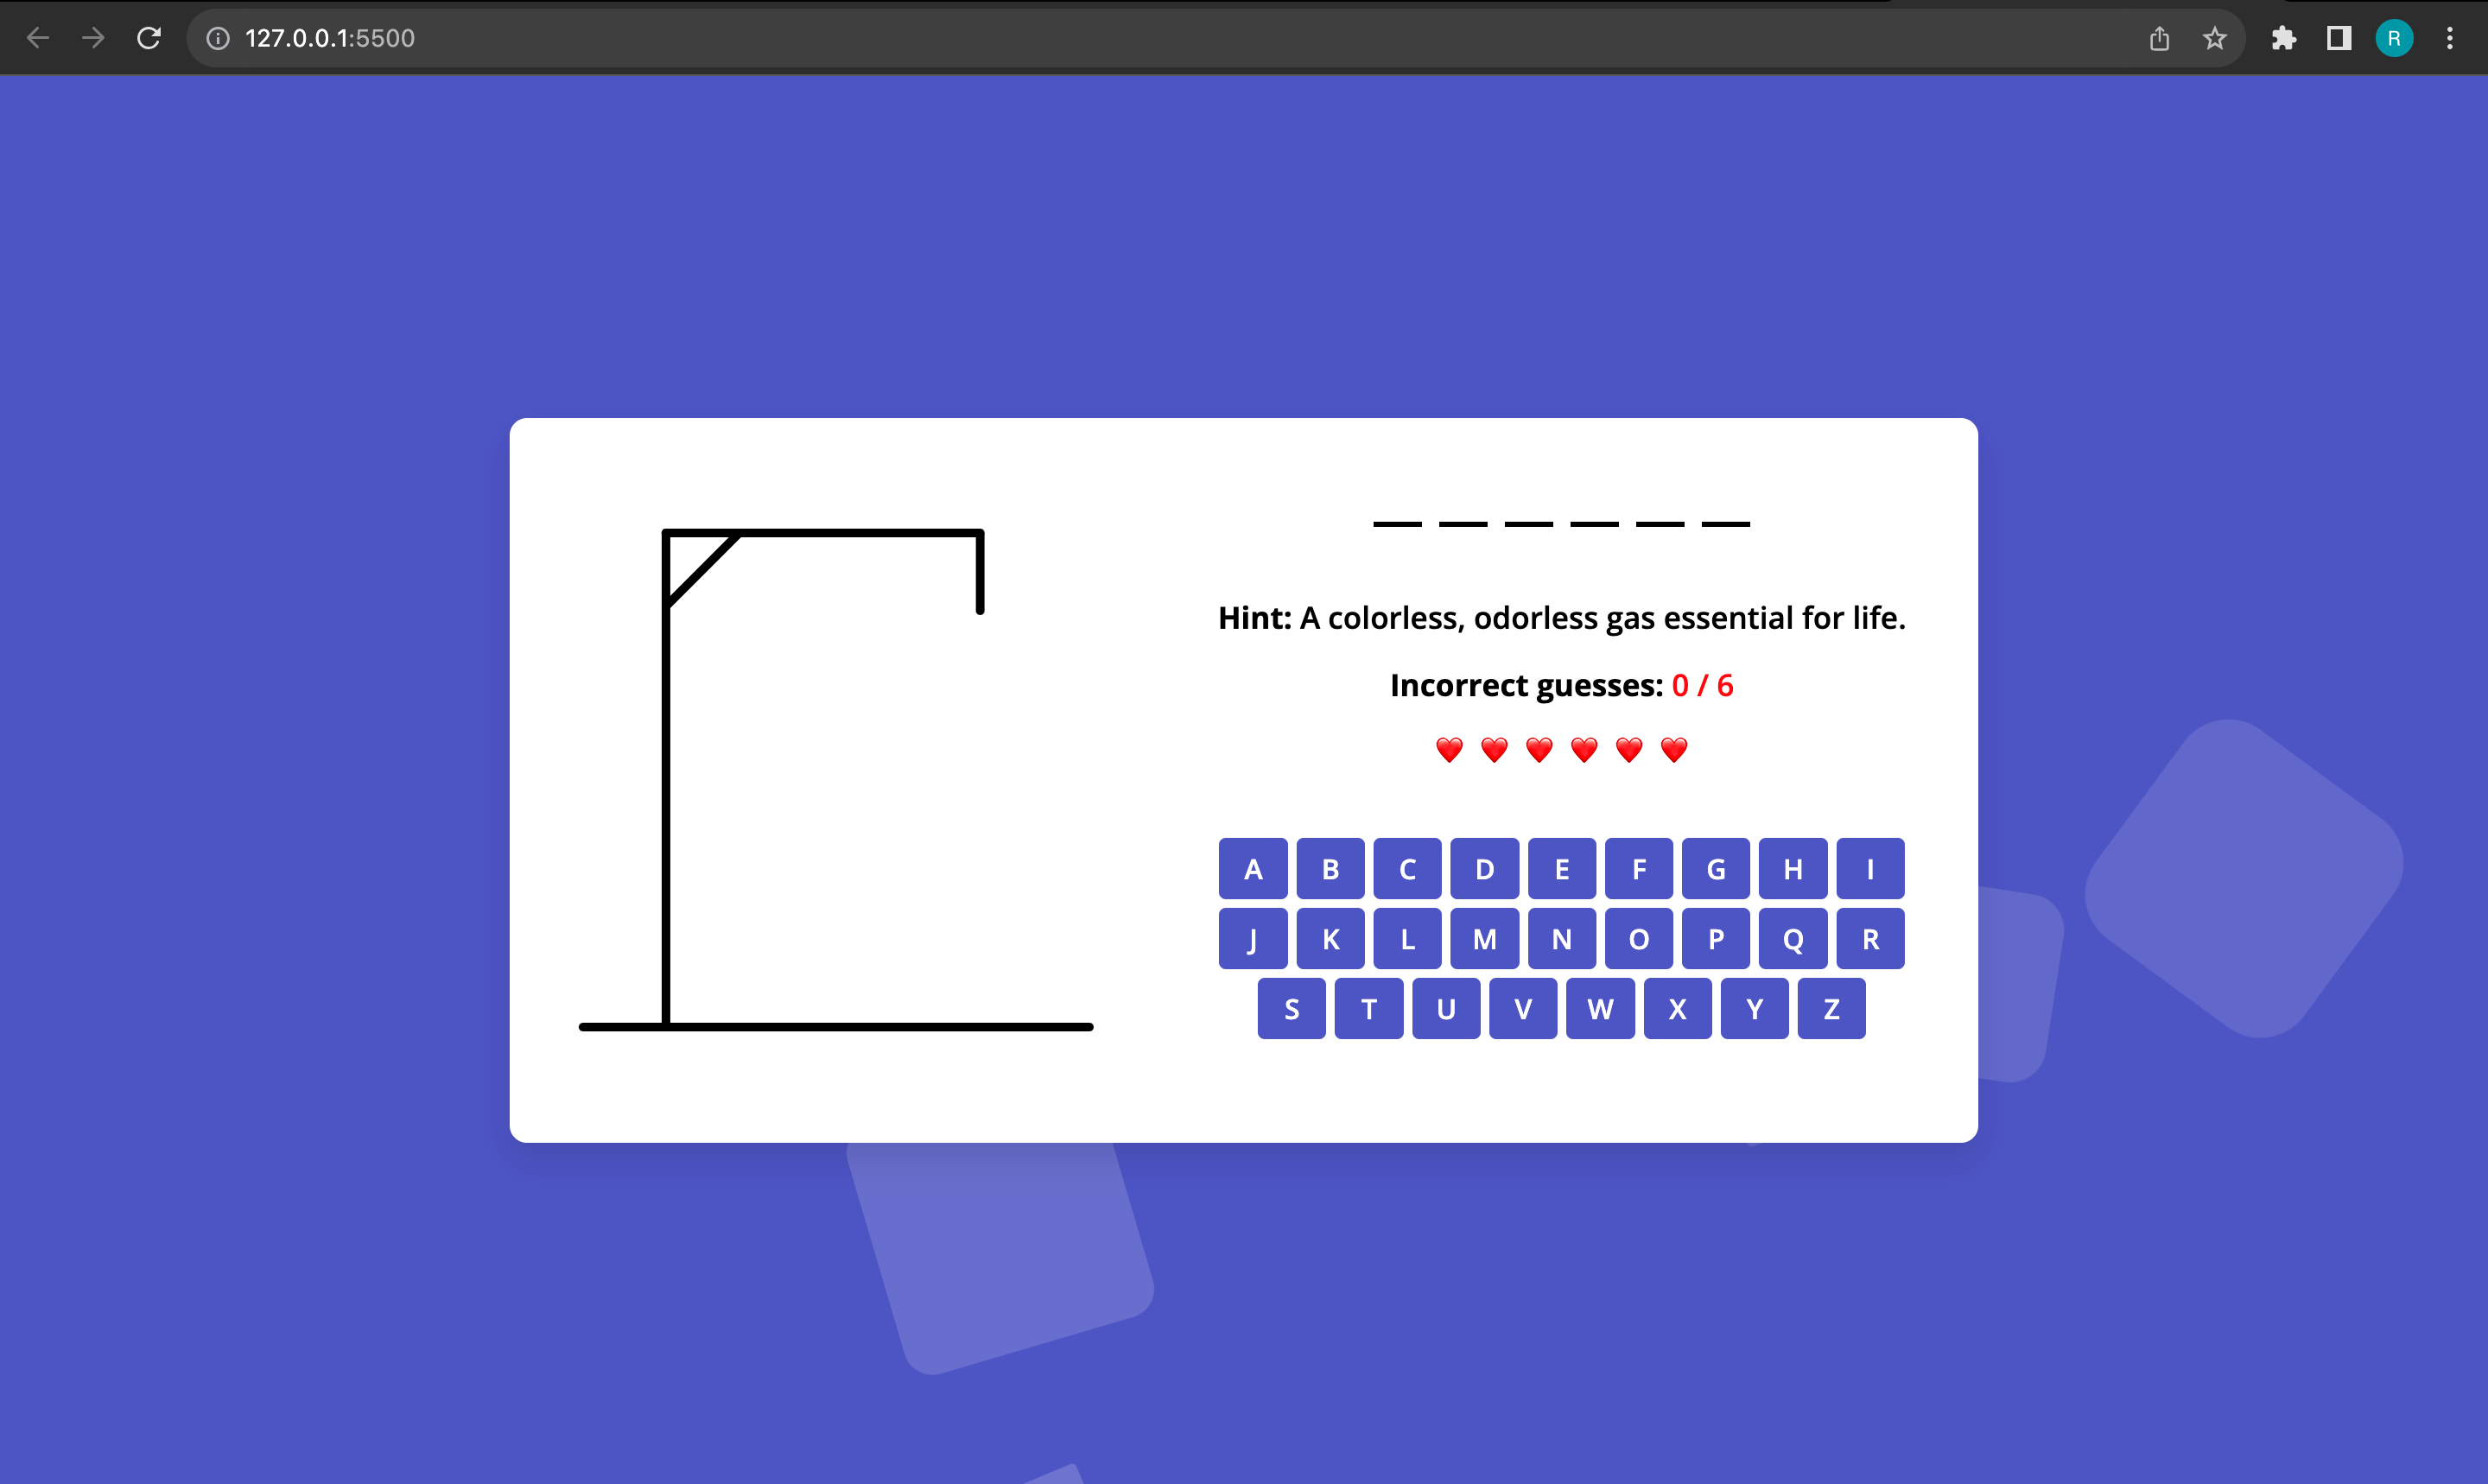 127.0.0.1:5500
R
Hint: A colorless, odorless gas essential for life.
Incorrect guesses: 0 / 6
A B C D E F G H I
J K L M N O P Q R
S T U V W X Y Z